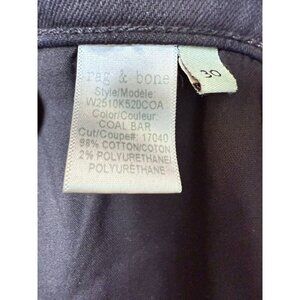 rag & bone
Style/Modele:
W2510K520COA
Color/Couleur:
COAL BAR
Cut/Coupe#: 17040
98% COTTON/COTON
2% POLYURETHANE/
POLYURETHANE
30